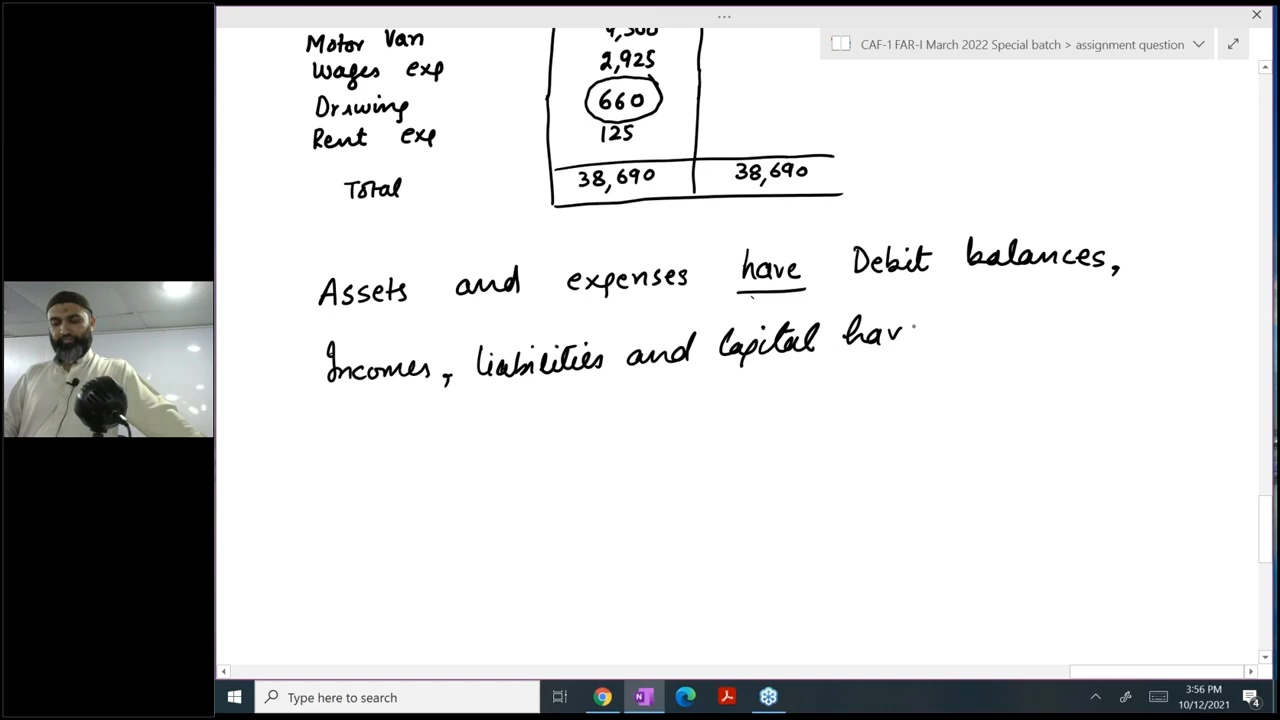 CAF-1 FAR-I March 2022 Special batch > assignment question
Motor Van
Wages exp 2,925
Drawing 660
Rent exp 125
Total 38,690 38,690
Assets and expenses have Debit balances,
Incomes, liabilities and Capital hav
Type here to search
3:56 PM
10/12/2021
4